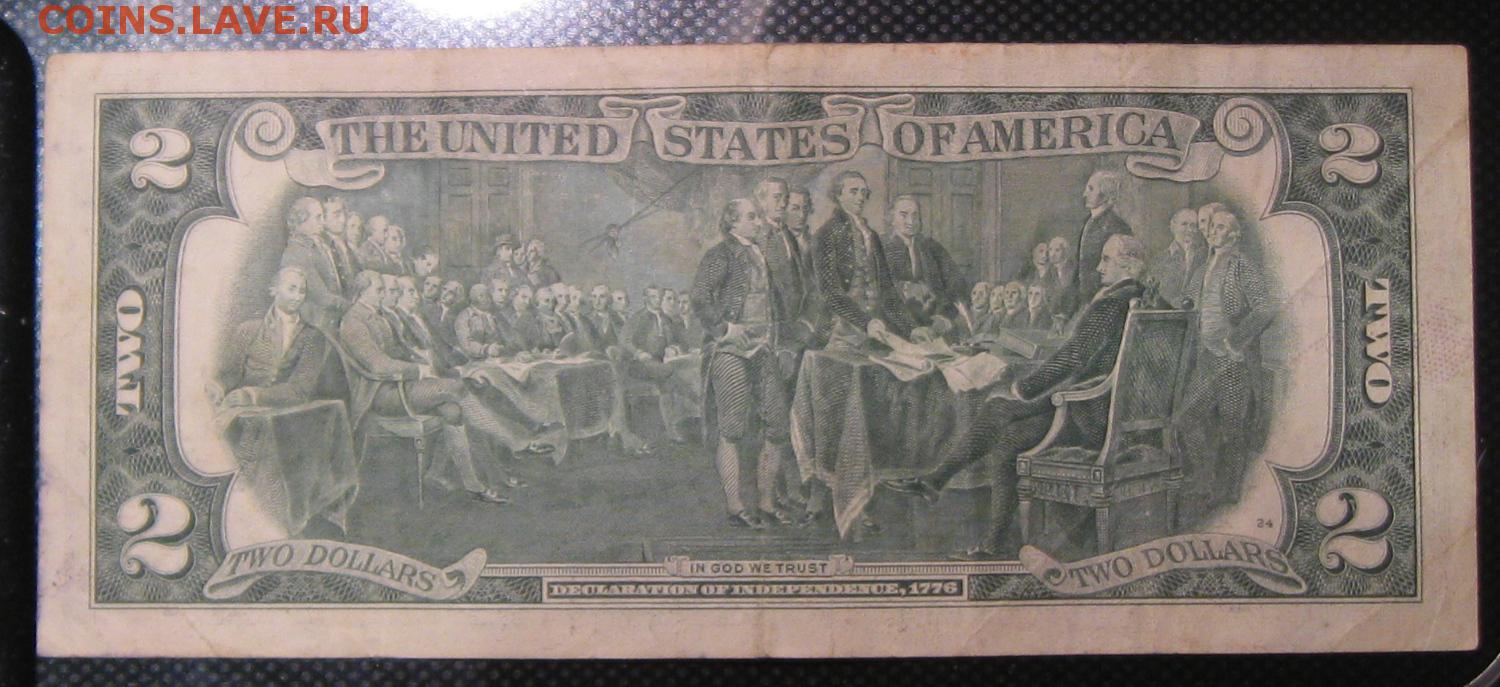 COINS.LAVE.RU
THE UNITED STATES OF AMERICA
2
2
TWO
TWO
24
2
2
TWO DOLLARS
TWO DOLLARS
IN GOD WE TRUST
DECLARATION OF INDEPENDENCE, 1776